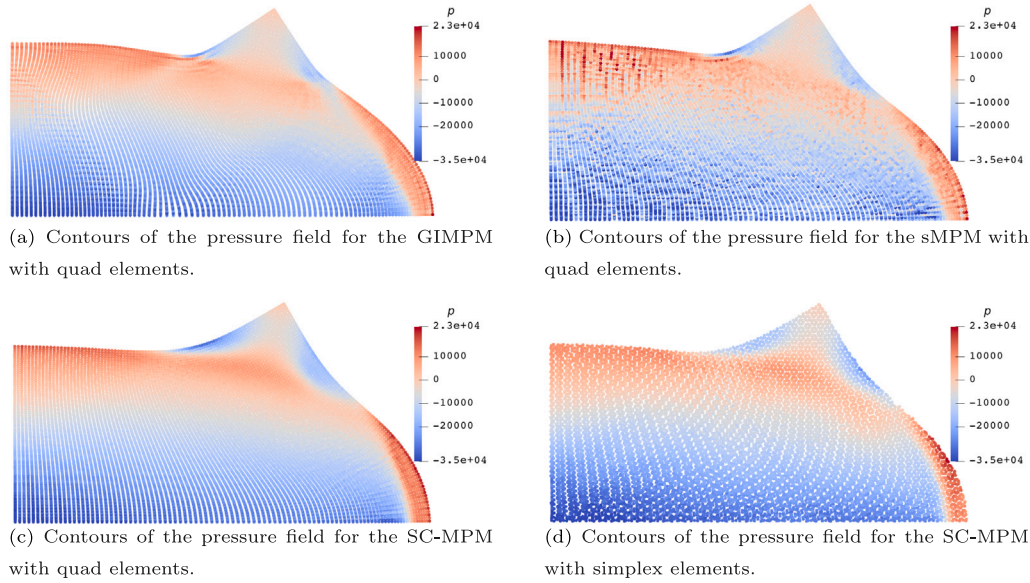 p
2.3e+04
10000
0
-10000
-20000
-3.5e+04
(a) Contours of the pressure field for the GIMPM
with quad elements.
p
2.3e+04
10000
0
-10000
-20000
-3.5e+04
(b) Contours of the pressure field for the sMPM with
quad elements.
p
2.3e+04
10000
0
-10000
-20000
-3.5e+04
(c) Contours of the pressure field for the SC-MPM
with quad elements.
p
2.3e+04
10000
0
-10000
-20000
-3.5e+04
(d) Contours of the pressure field for the SC-MPM
with simplex elements.